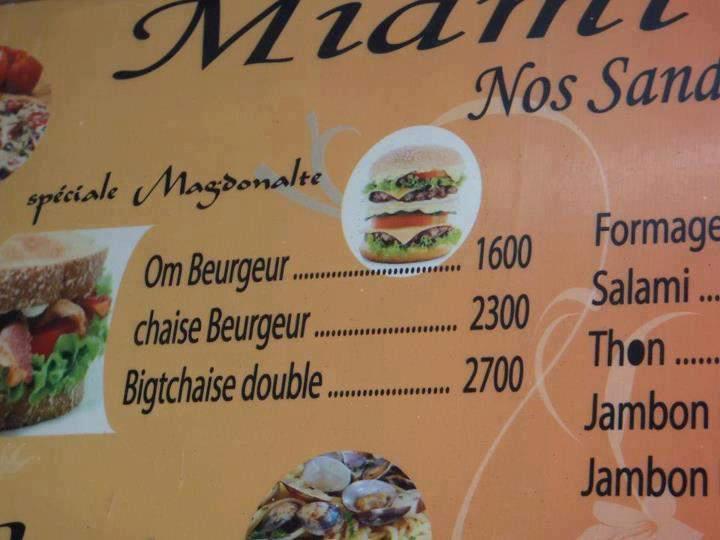 Miami
Nos Sand
spéciale Magdonalte
Om Beurgeur ................................ 1600
chaise Beurgeur ........................... 2300
Bigtchaise double ....................... 2700
Formage
Salami ...
Thon ......
Jambon
Jambon